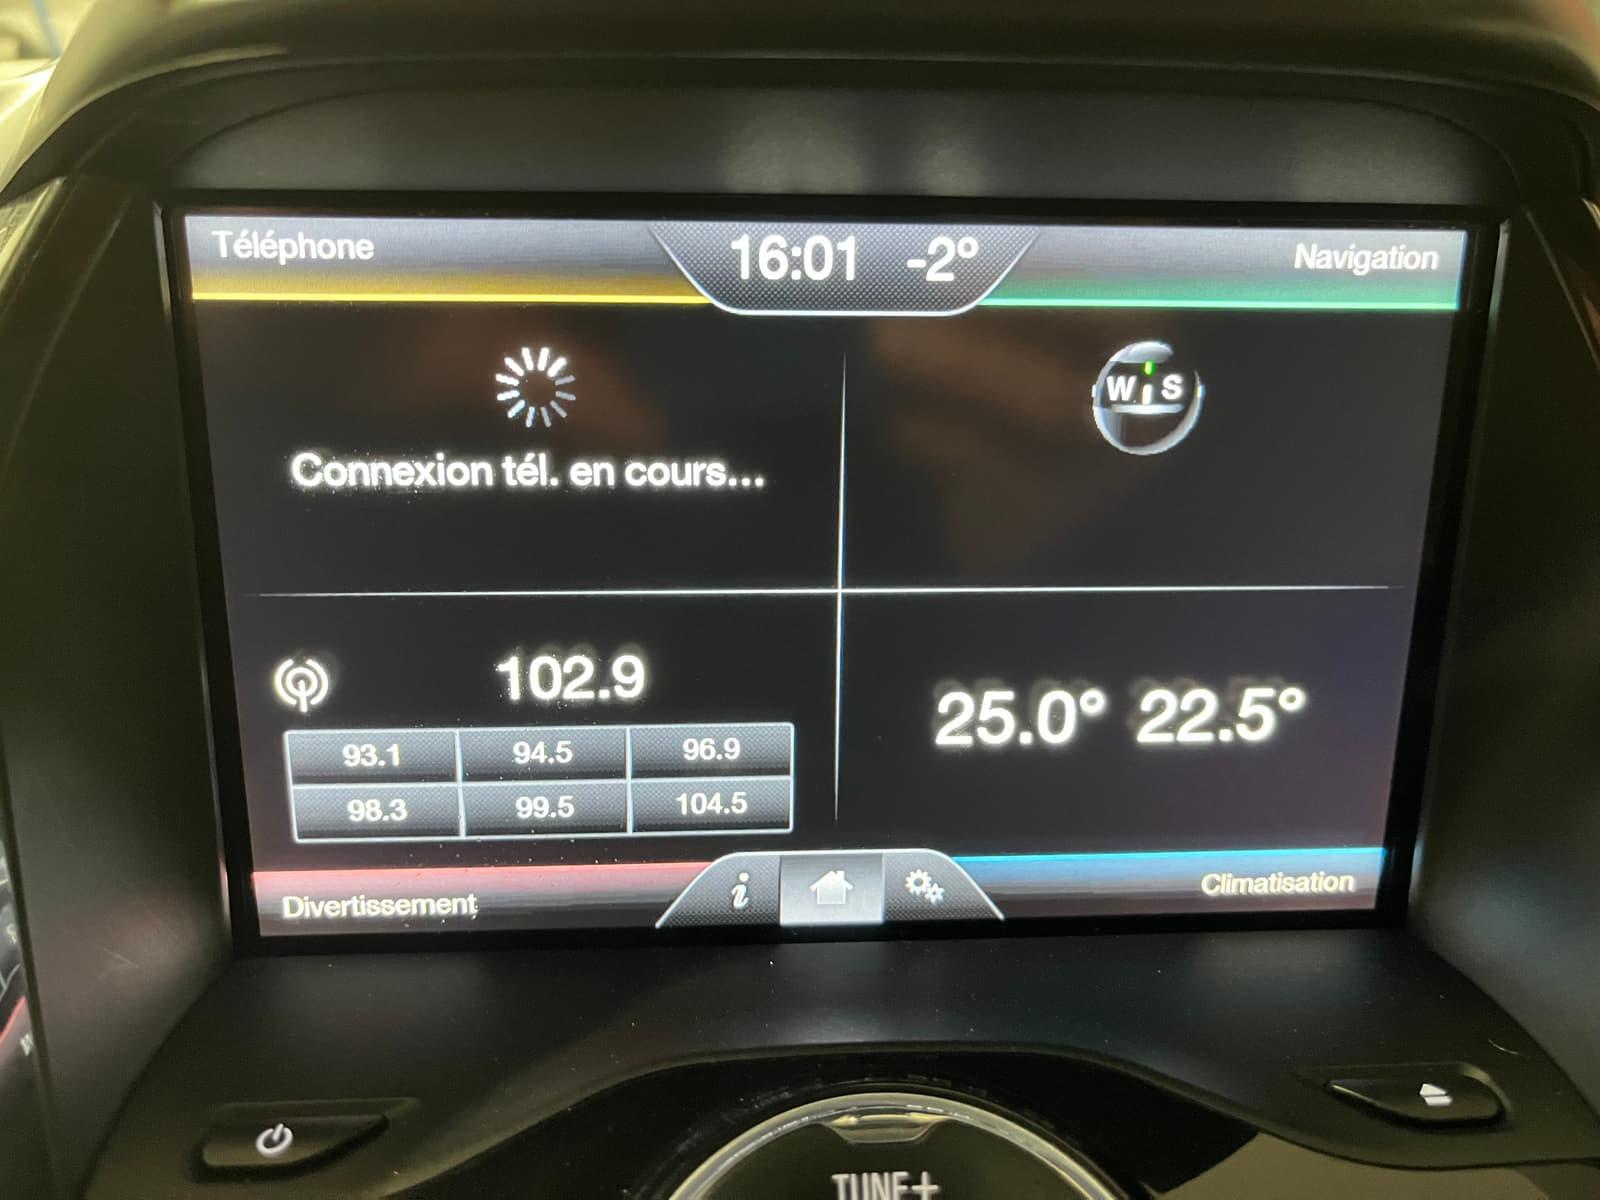 Téléphone
16:01 -2°
Navigation
Connexion tél. en cours...
W S
102.9
93.1 94.5 96.9
98.3 99.5 104.5
25.0° 22.5°
Divertissement
i
Climatisation
TUNE+